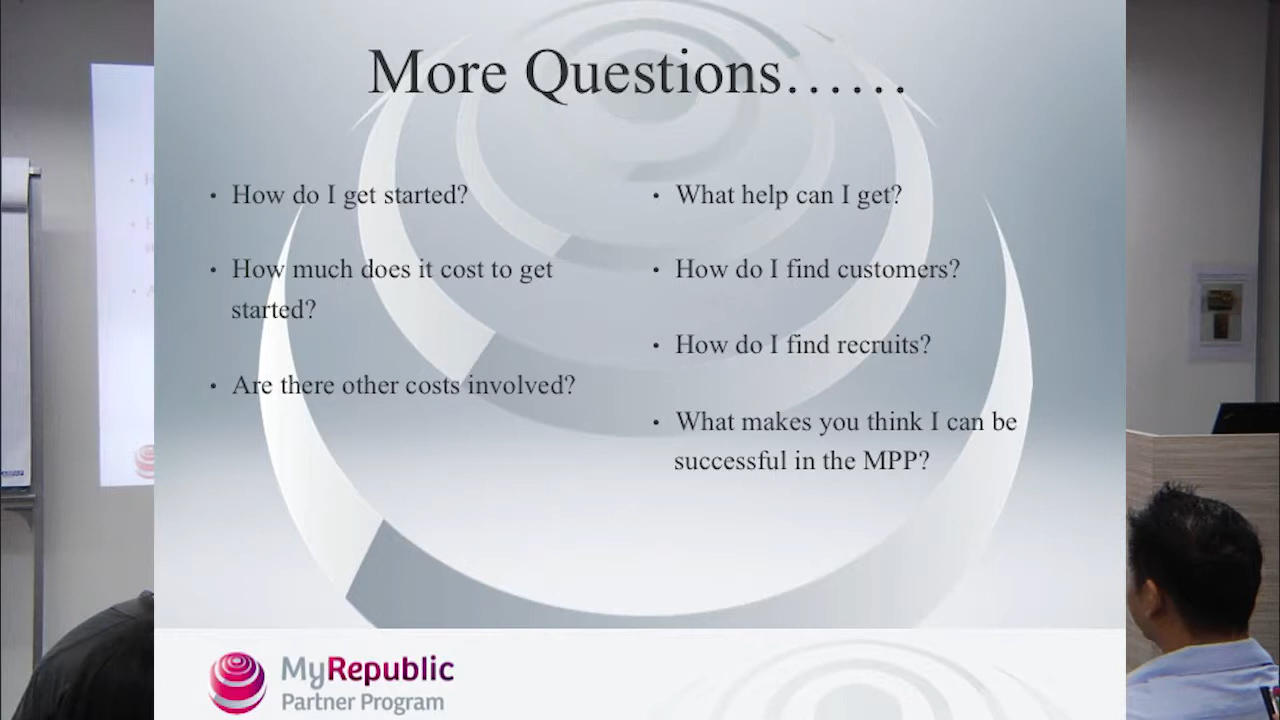 More Questions……
• How do I get started?
• How much does it cost to get
started?
• Are there other costs involved?
• What help can I get?
• How do I find customers?
• How do I find recruits?
• What makes you think I can be
successful in the MPP?
MyRepublic
Partner Program